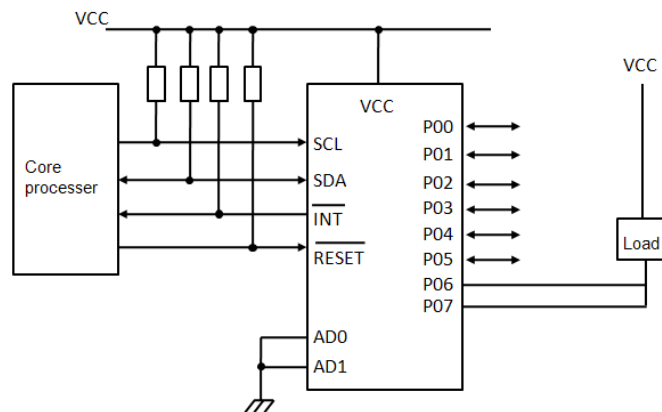 VCC
VCC
VCC
P00
P01
SCL
Core
processer
SDA
P02
INT
P03
P04
RESET
P05
Load
P06
P07
AD0
AD1